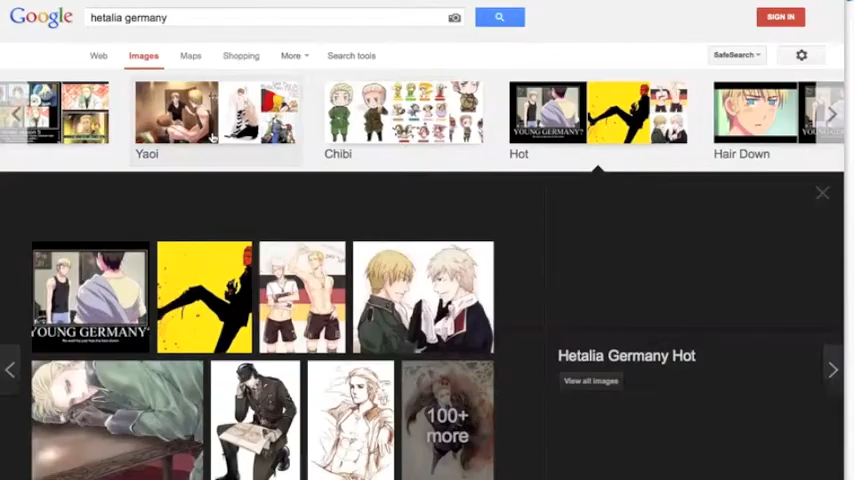 Google
hetalia germany
SIGN IN
Web Images Maps Shopping More Search tools
SafeSearch
YOUNG GERMANY?
Yaoi Chibi Hot Hair Down
YOUNG GERMANY?
100+
more
Hetalia Germany Hot
View all images